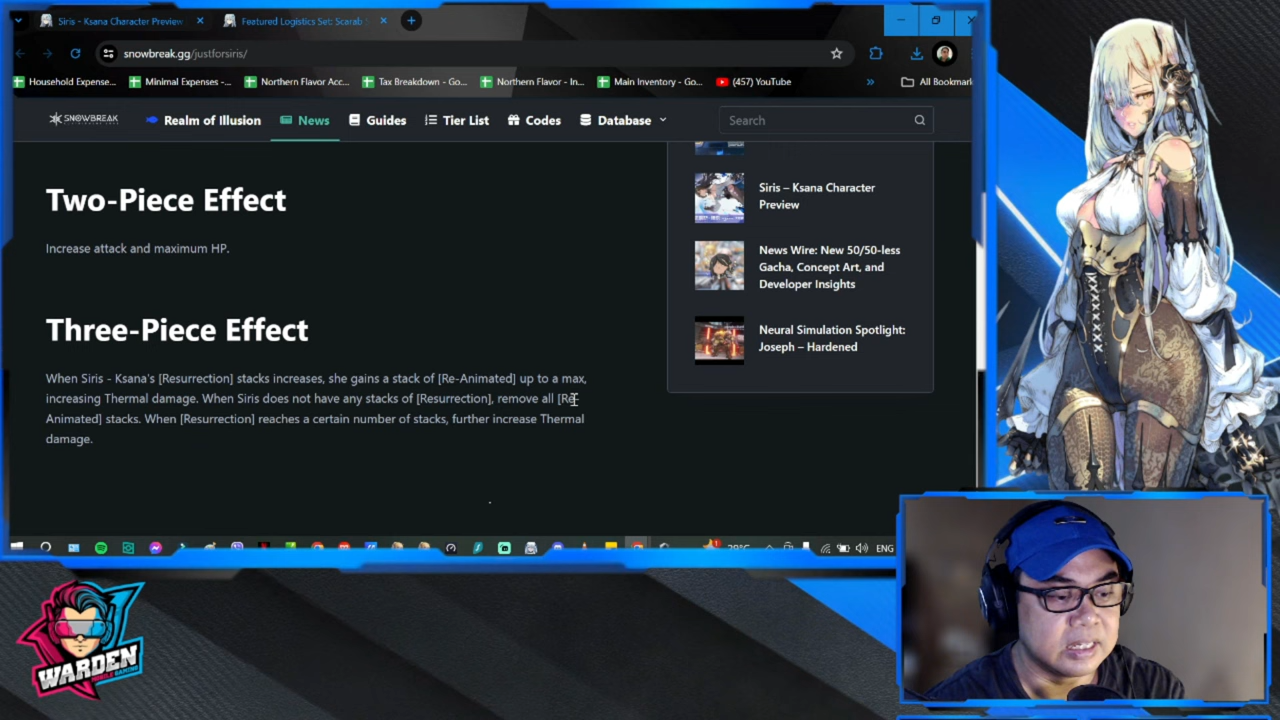 Siris - Ksana Character Preview
Featured Logistics Set: Scarab
snowbreak.gg/justforsiris/
Household Expense...
Minimal Expenses -...
Northern Flavor Acc...
Tax Breakdown - Go...
Northern Flavor - In...
Main Inventory - Go...
(457) YouTube
»
All Bookmark
SNOWBREAK
Realm of Illusion
News
Guides
Tier List
Codes
Database
Search
Two-Piece Effect
Increase attack and maximum HP.
Three-Piece Effect
When Siris - Ksana's [Resurrection] stacks increases, she gains a stack of [Re-Animated] up to a max,
increasing Thermal damage. When Siris does not have any stacks of [Resurrection], remove all [Re-
Animated] stacks. When [Resurrection] reaches a certain number of stacks, further increase Thermal
damage.
Siris – Ksana Character
Preview
News Wire: New 50/50-less
Gacha, Concept Art, and
Developer Insights
Neural Simulation Spotlight:
Joseph – Hardened
ENG
WARDEN
MOBILE GAMING